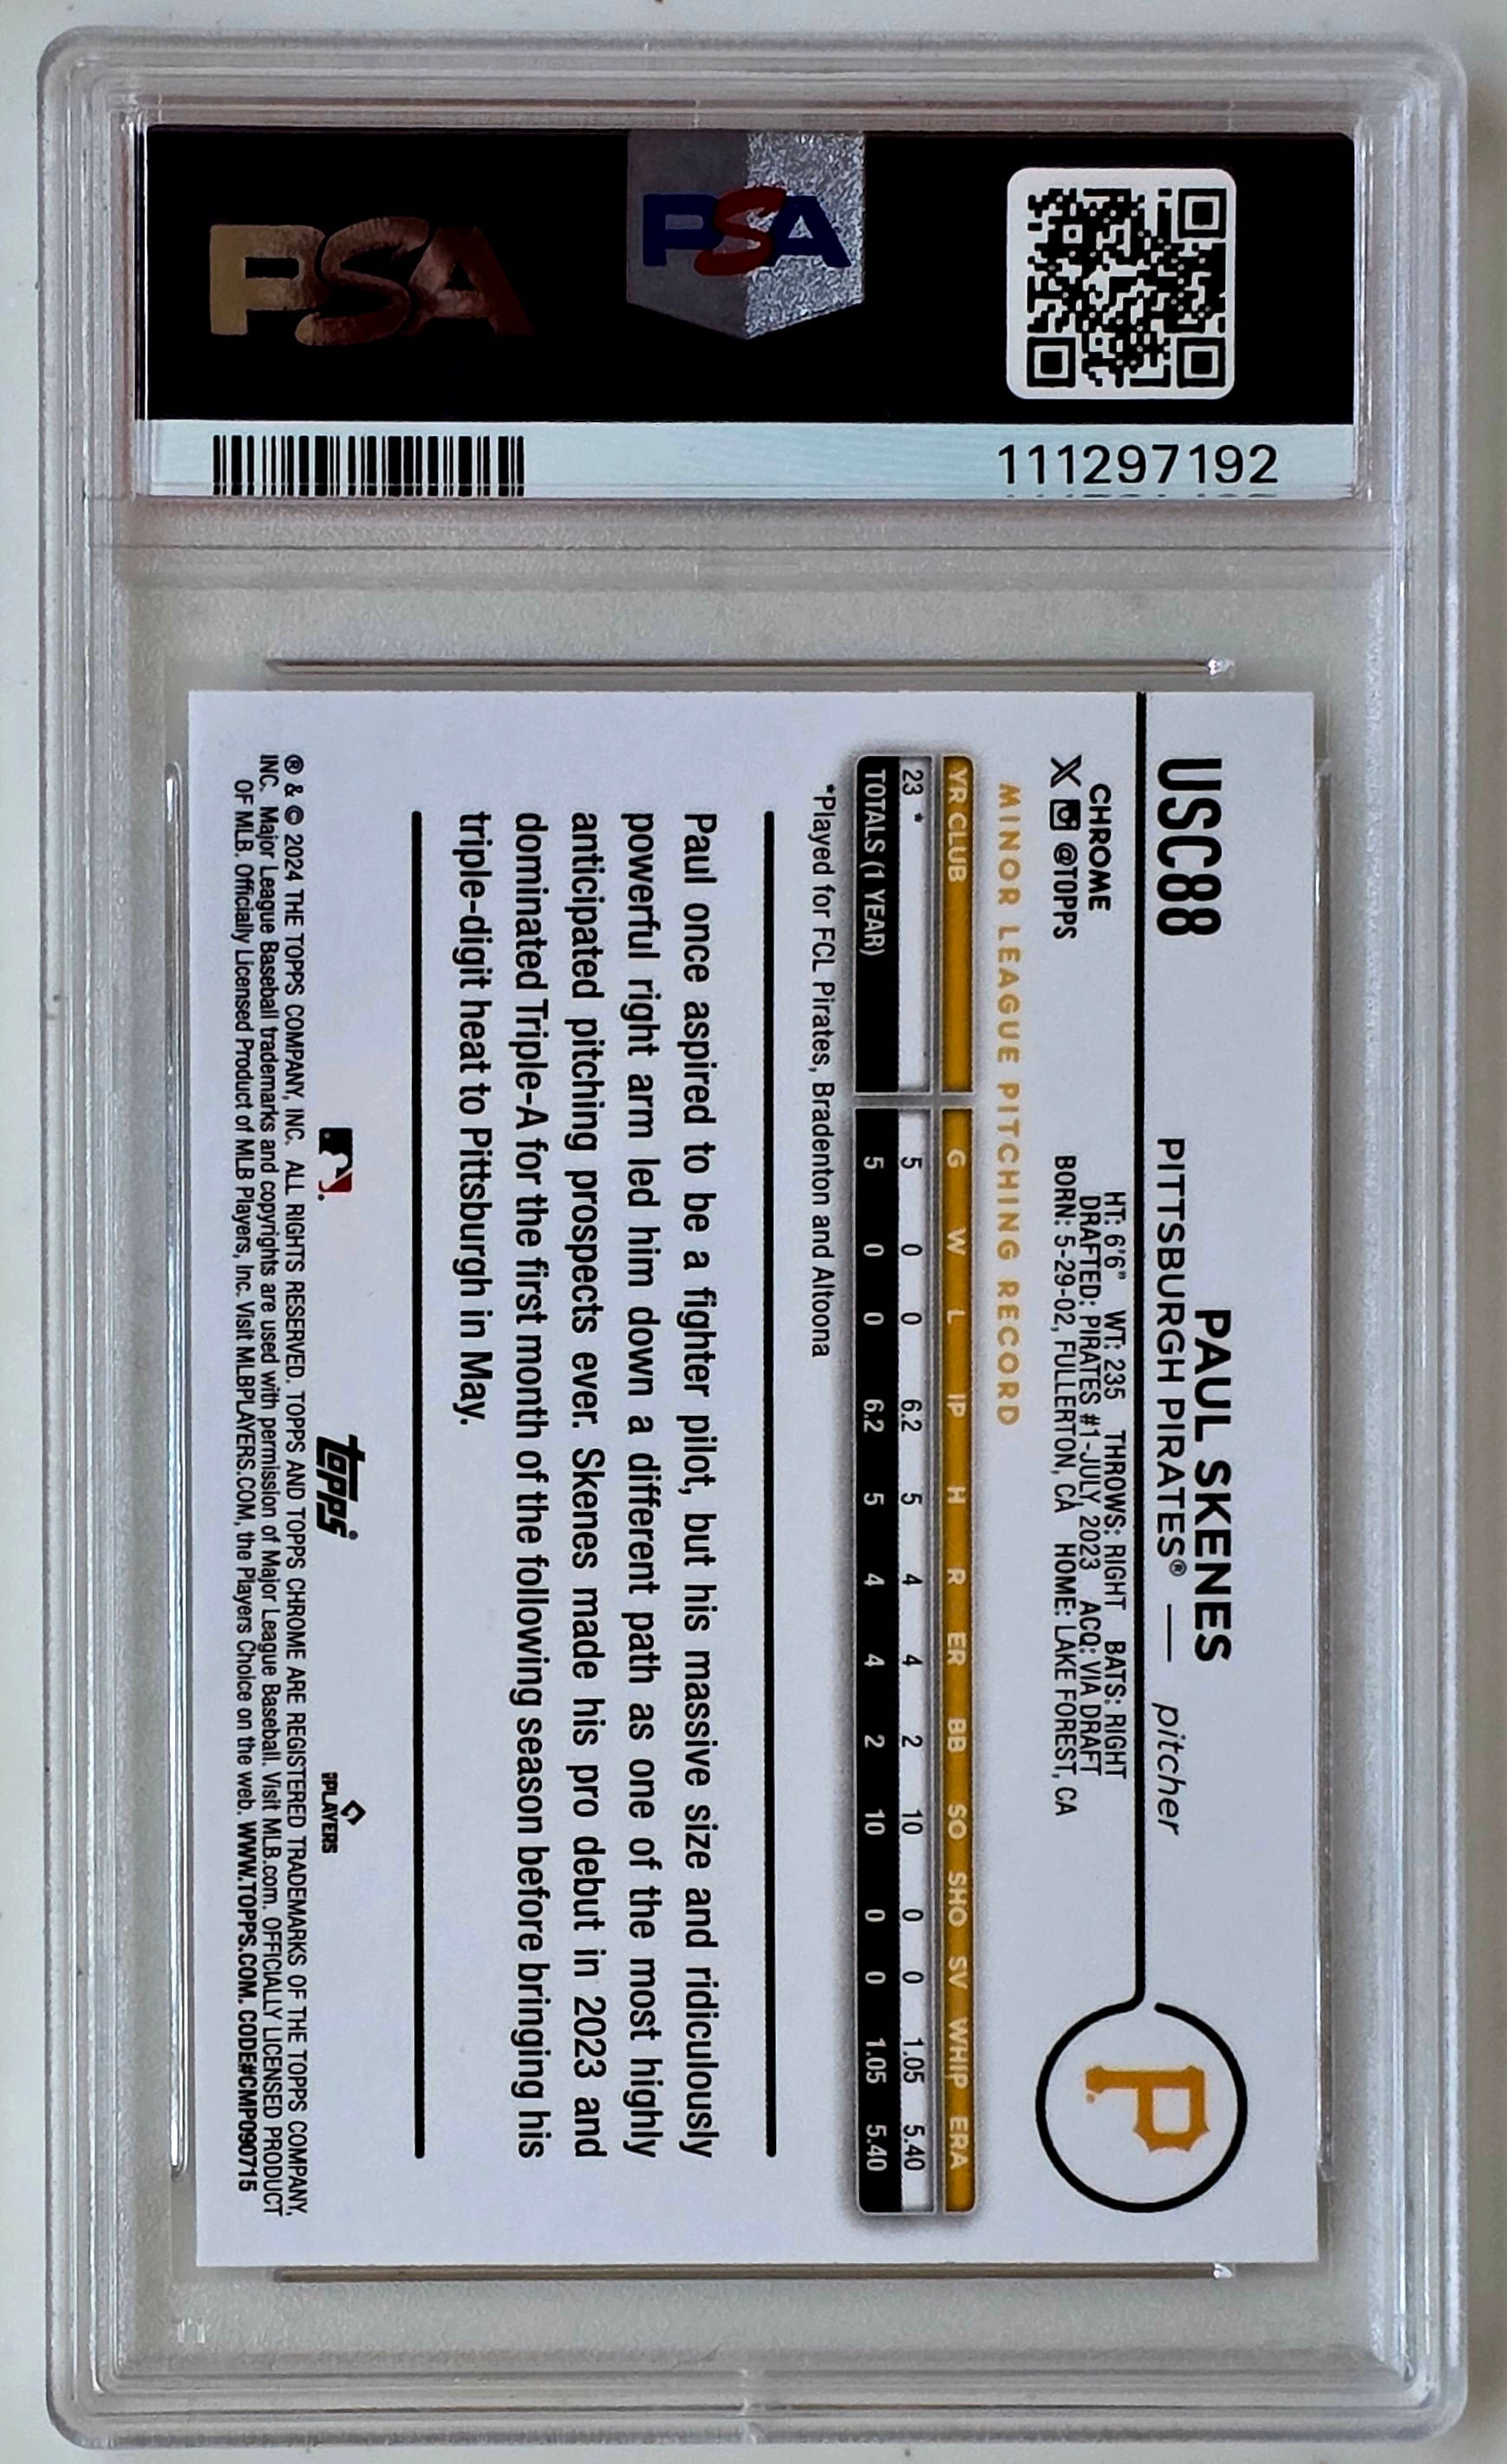 PSA
PSA
111297192
USC88
PAUL SKENES
PITTSBURGH PIRATES® — pitcher
CHROME
X @TOPPS
HT: 6'6" WT: 235 THROWS: RIGHT BATS: RIGHT
DRAFTED: PIRATES #1-JULY, 2023 ACQ: VIA DRAFT
BORN: 5-29-02, FULLERTON, CA HOME: LAKE FOREST, CA
P
MINOR LEAGUE PITCHING RECORD
YR CLUB G W L IP H R ER BB SO SHO SV WHIP ERA
23 * 5 0 0 6.2 5 4 4 2 10 0 0 1.05 5.40
TOTALS (1 YEAR) 5 0 0 6.2 5 4 4 2 10 0 0 1.05 5.40
*Played for FCL Pirates, Bradenton and Altoona
Paul once aspired to be a fighter pilot, but his massive size and ridiculously
powerful right arm led him down a different path as one of the most highly
anticipated pitching prospects ever. Skenes made his pro debut in 2023 and
dominated Triple-A for the first month of the following season before bringing his
triple-digit heat to Pittsburgh in May.
topps®
PLAYERS
® & © 2024 THE TOPPS COMPANY, INC. ALL RIGHTS RESERVED. TOPPS AND TOPPS CHROME ARE REGISTERED TRADEMARKS OF THE TOPPS COMPANY,
INC. Major League Baseball trademarks and copyrights are used with permission of Major League Baseball. Visit MLB.com. OFFICIALLY LICENSED PRODUCT
OF MLB. Officially Licensed Product of MLB Players, Inc. Visit MLBPLAYERS.COM, the Players Choice on the web. WWW.TOPPS.COM. CODE#CMP090715